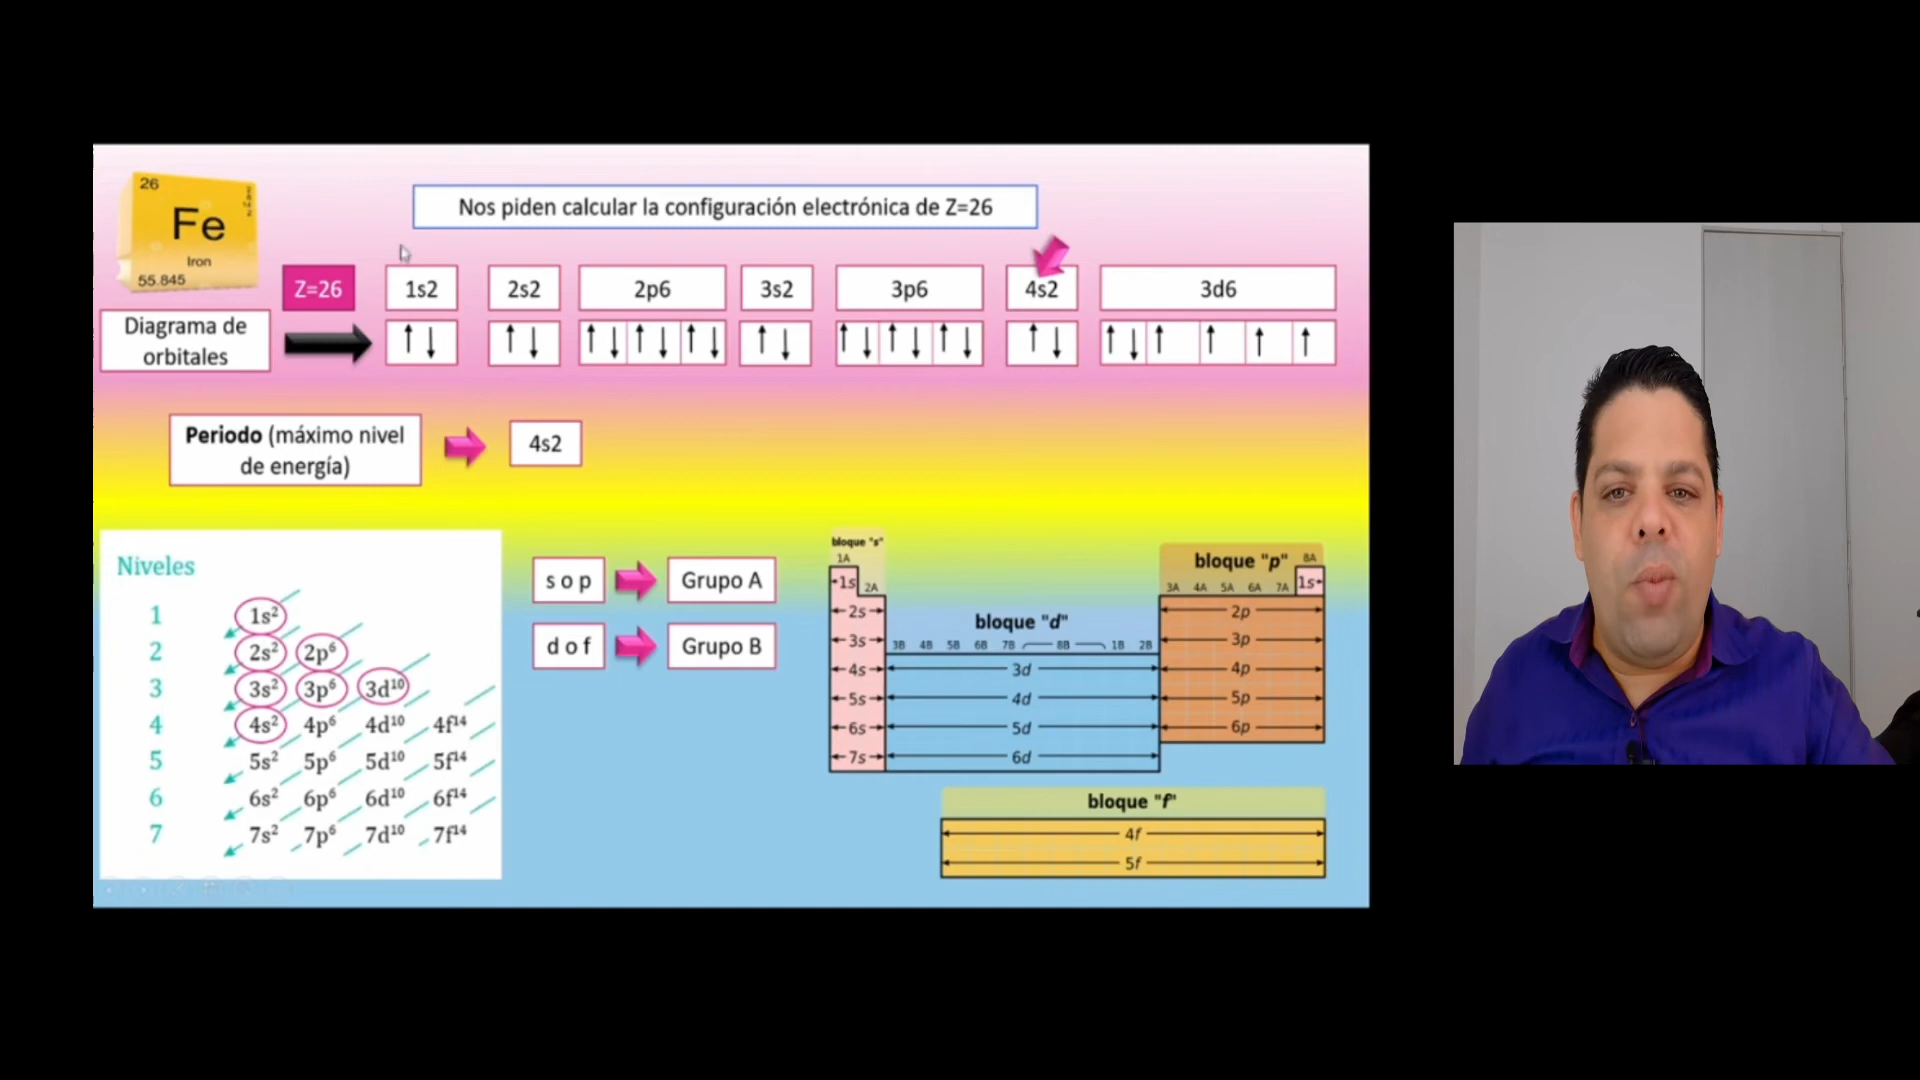 26
Fe
Iron
55.845
Nos piden calcular la configuración electrónica de Z=26
Z=26 1s2 2s2 2p6 3s2 3p6 4s2 3d6
Diagrama de
orbitales
Periodo (máximo nivel
de energía)
4s2
Niveles
1 1s²
2 2s² 2p⁶
3 3s² 3p⁶ 3d¹⁰
4 4s² 4p⁶ 4d¹⁰ 4f¹⁴
5 5s² 5p⁶ 5d¹⁰ 5f¹⁴
6 6s² 6p⁶ 6d¹⁰ 6f¹⁴
7 7s² 7p⁶ 7d¹⁰ 7f¹⁴
s o p Grupo A
d o f Grupo B
bloque "s"
1A
1s 2A
2s
3s
4s
5s
6s
7s
bloque "d"
3B 4B 5B 6B 7B 8B 1B 2B
3d
4d
5d
6d
bloque "p" 8A
3A 4A 5A 6A 7A 1s
2p
3p
4p
5p
6p
bloque "f"
4f
5f